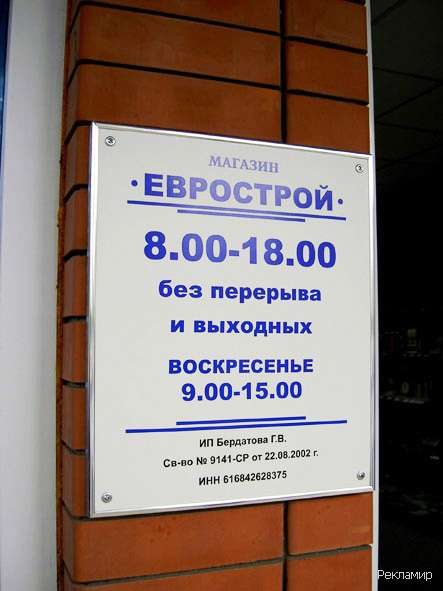 МАГАЗИН
·ЕВРОСТРОЙ·
8.00-18.00
без перерыва
и выходных
ВОСКРЕСЕНЬЕ
9.00-15.00
ИП Бердатова Г.В.
Св-во № 9141-СР от 22.08.2002 г.
ИНН 616842628375
Рекламир